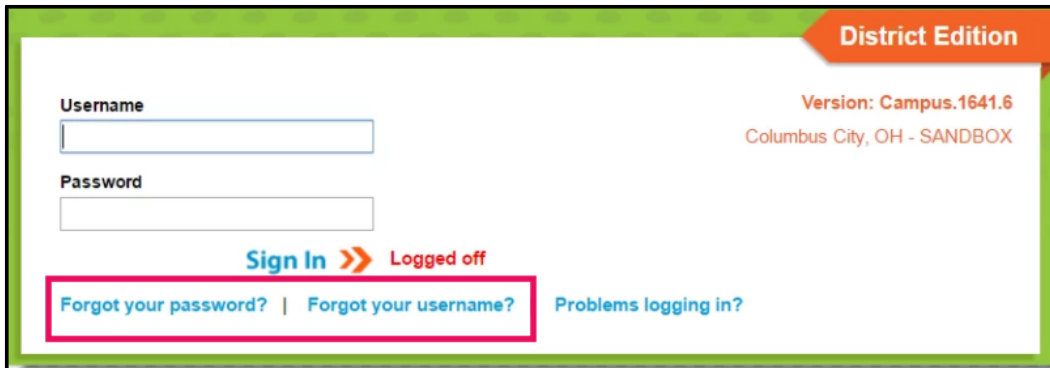 District Edition
Username
Version: Campus.1641.6
Columbus City, OH - SANDBOX
Password
Sign In Logged off
Forgot your password? | Forgot your username? Problems logging in?